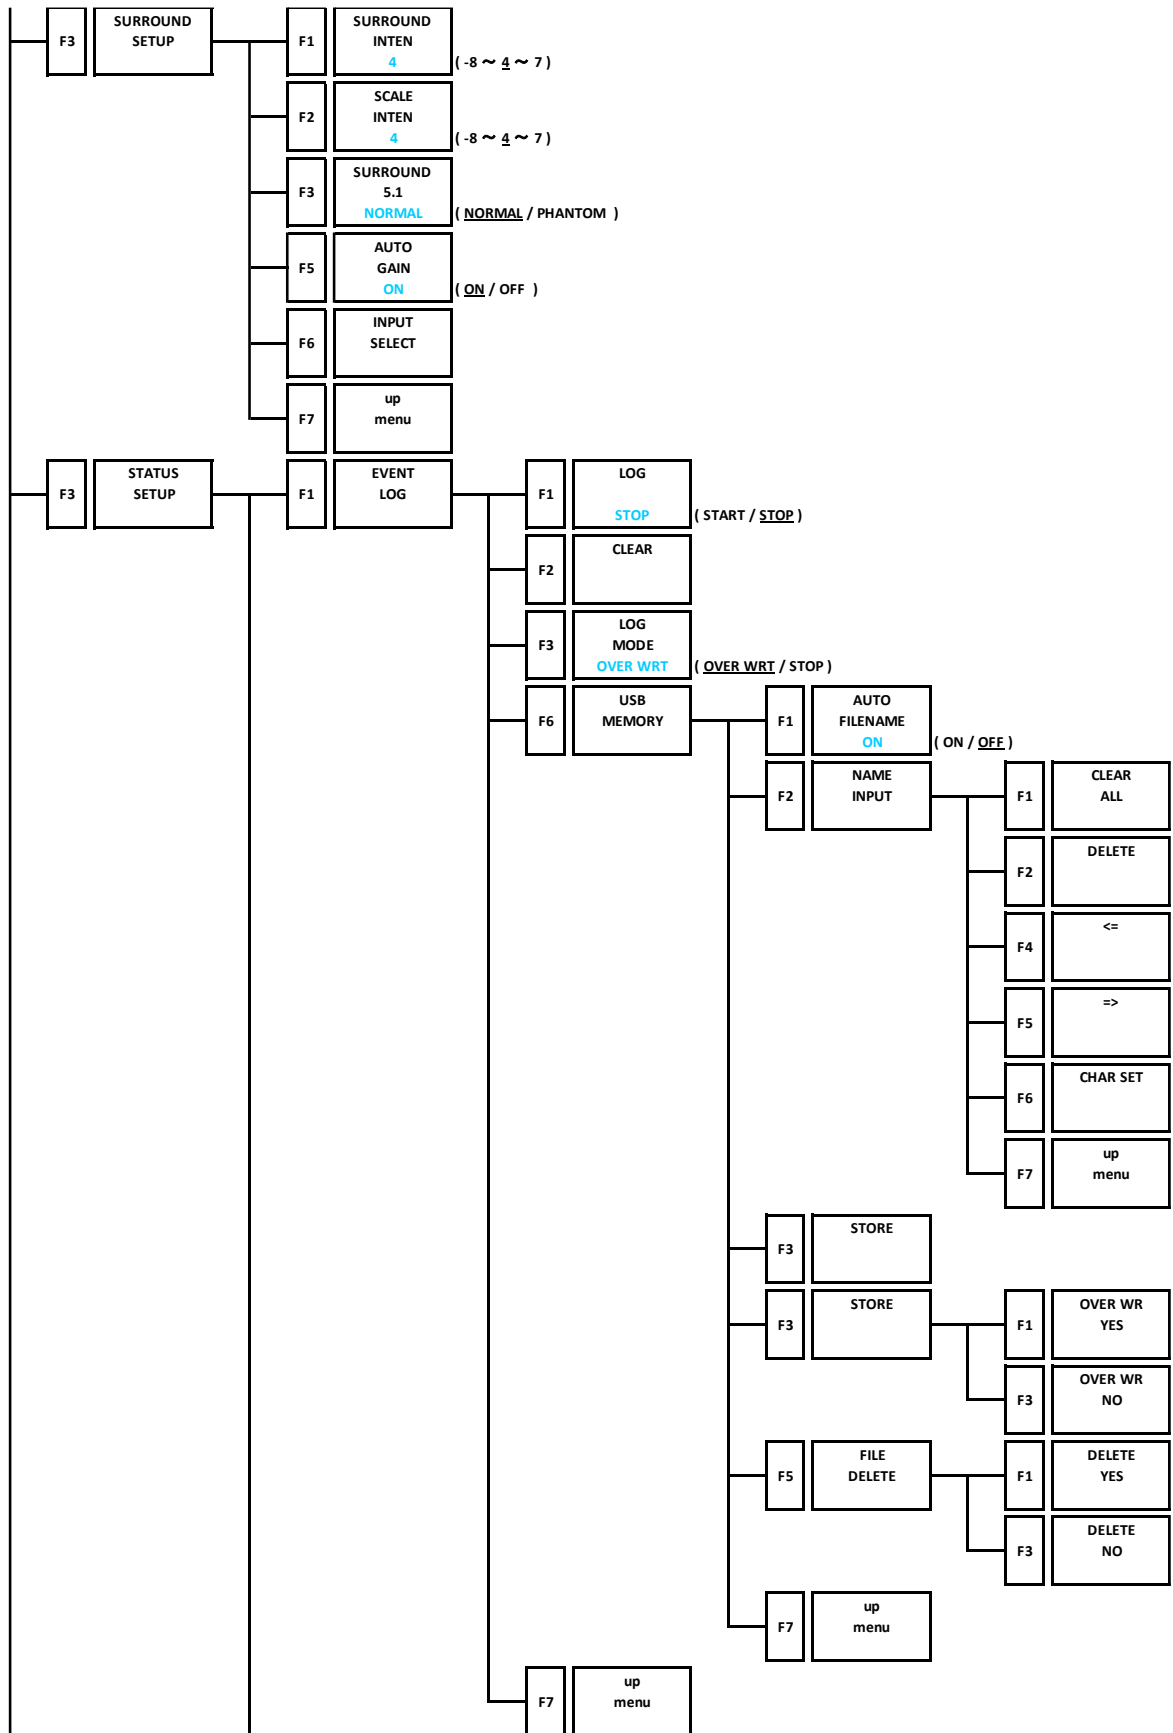 F3
SURROUND
SETUP
F1
SURROUND
INTEN
4
( -8 ～ 4 ～ 7 )
F2
SCALE
INTEN
4
( -8 ～ 4 ～ 7 )
F3
SURROUND
5.1
NORMAL
( NORMAL / PHANTOM )
F5
AUTO
GAIN
ON
( ON / OFF )
F6
INPUT
SELECT
F7
up
menu
F3
STATUS
SETUP
F1
EVENT
LOG
F1
LOG
STOP
( START / STOP )
F2
CLEAR
F3
LOG
MODE
OVER WRT
( OVER WRT / STOP )
F6
USB
MEMORY
F1
AUTO
FILENAME
ON
( ON / OFF )
F2
NAME
INPUT
F1
CLEAR
ALL
F2
DELETE
F4
<=
F5
=>
F6
CHAR SET
F7
up
menu
F3
STORE
F3
STORE
F1
OVER WR
YES
F3
OVER WR
NO
F5
FILE
DELETE
F1
DELETE
YES
F3
DELETE
NO
F7
up
menu
F7
up
menu